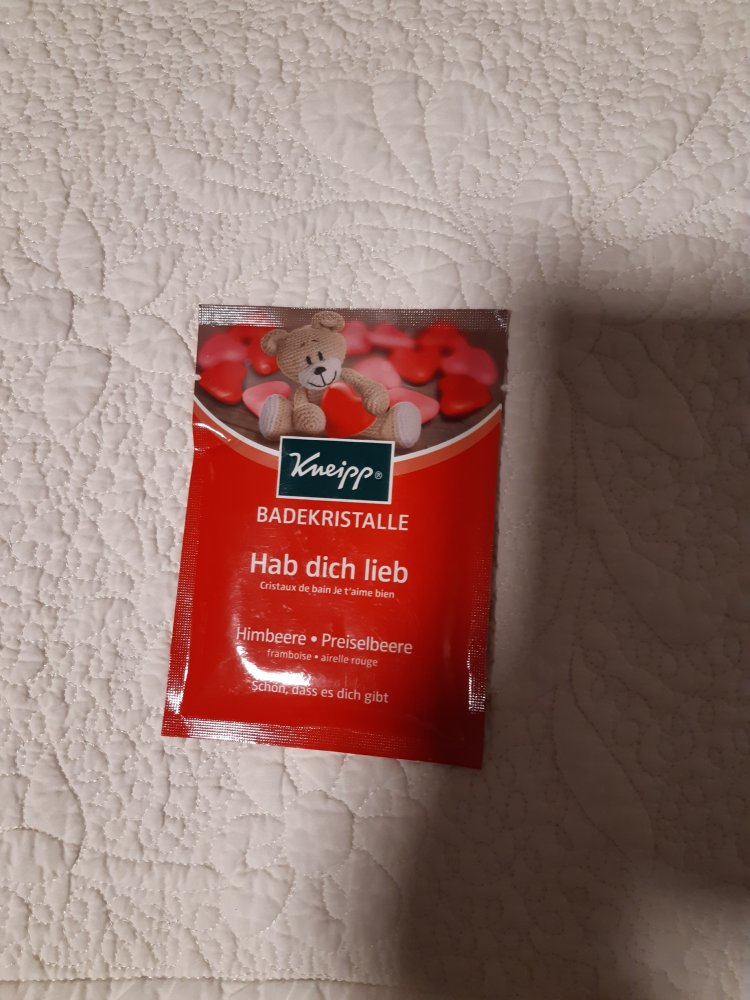 Kneipp®
BADEKRISTALLE
Hab dich lieb
Cristaux de bain Je t'aime bien
Himbeere • Preiselbeere
framboise • airelle rouge
Schön, dass es dich gibt